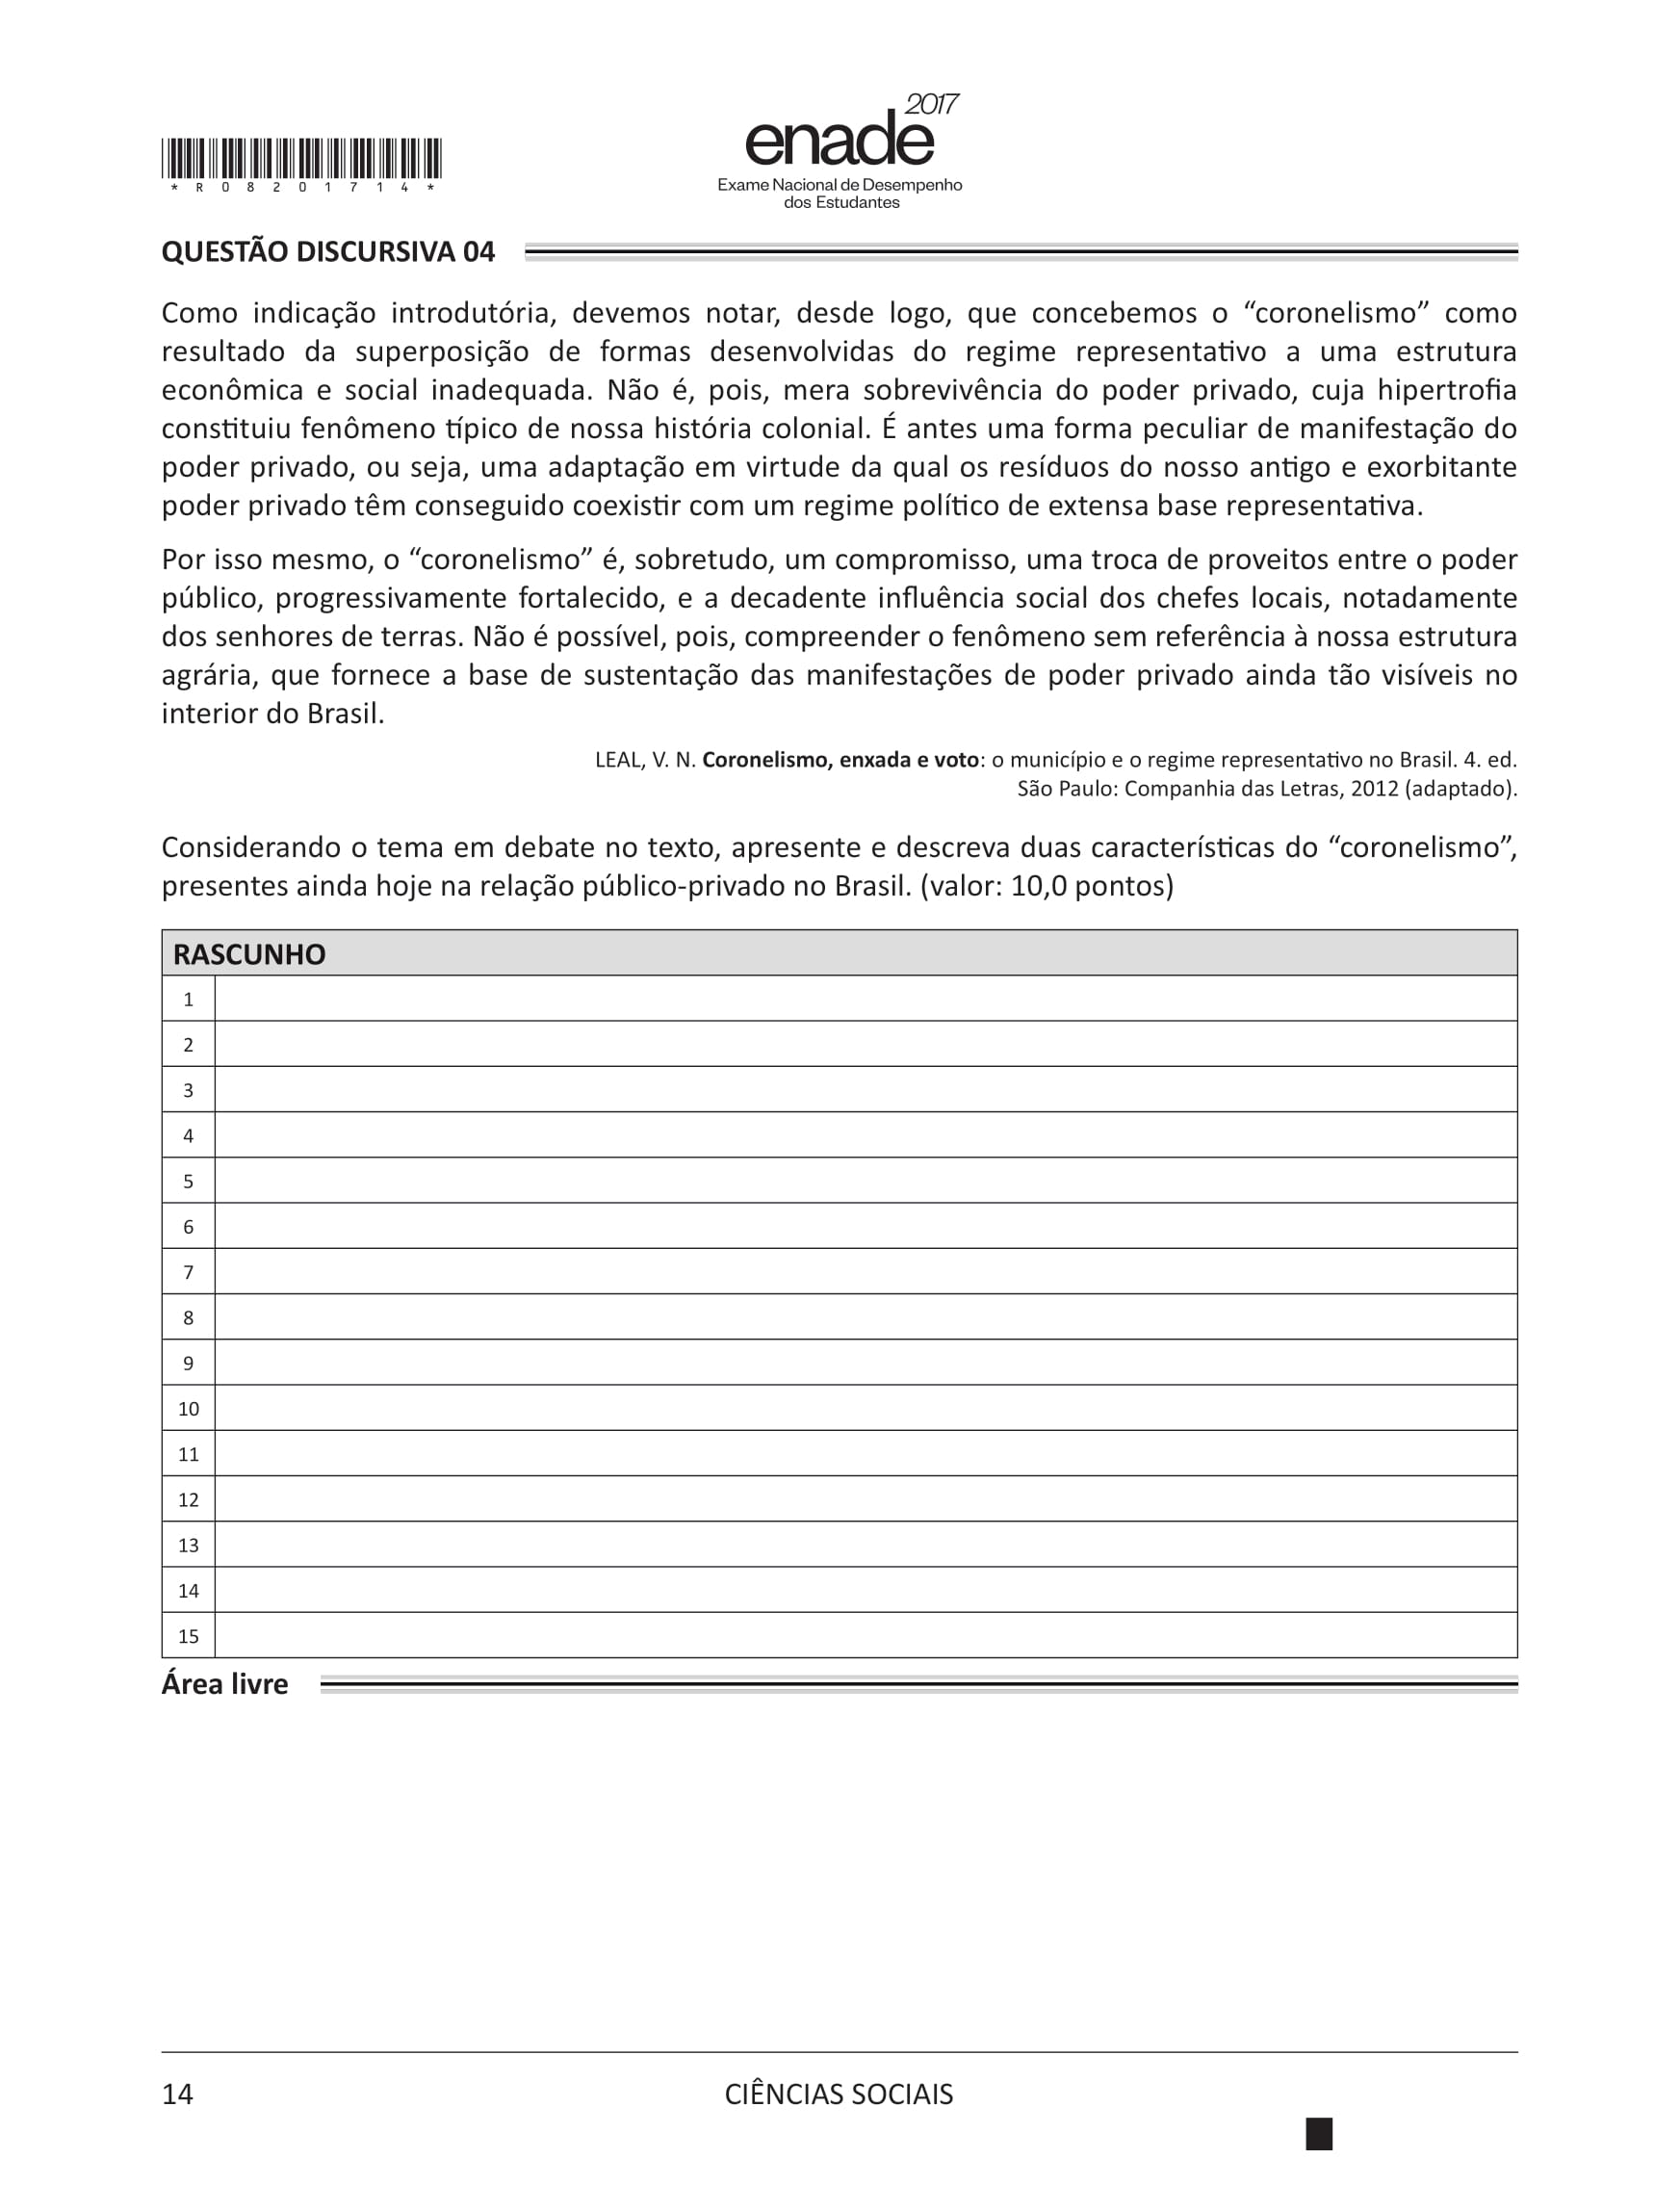 2017
enade
Exame Nacional de Desempenho
dos Estudantes
* R 0 8 2 0 1 7 1 4 *
QUESTÃO DISCURSIVA 04
Como indicação introdutória, devemos notar, desde logo, que concebemos o “coronelismo” como
resultado da superposição de formas desenvolvidas do regime representativo a uma estrutura
econômica e social inadequada. Não é, pois, mera sobrevivência do poder privado, cuja hipertrofia
constituiu fenômeno típico de nossa história colonial. É antes uma forma peculiar de manifestação do
poder privado, ou seja, uma adaptação em virtude da qual os resíduos do nosso antigo e exorbitante
poder privado têm conseguido coexistir com um regime político de extensa base representativa.
Por isso mesmo, o “coronelismo” é, sobretudo, um compromisso, uma troca de proveitos entre o poder
público, progressivamente fortalecido, e a decadente influência social dos chefes locais, notadamente
dos senhores de terras. Não é possível, pois, compreender o fenômeno sem referência à nossa estrutura
agrária, que fornece a base de sustentação das manifestações de poder privado ainda tão visíveis no
interior do Brasil.
LEAL, V. N. Coronelismo, enxada e voto: o município e o regime representativo no Brasil. 4. ed.
São Paulo: Companhia das Letras, 2012 (adaptado).
Considerando o tema em debate no texto, apresente e descreva duas características do “coronelismo”,
presentes ainda hoje na relação público-privado no Brasil. (valor: 10,0 pontos)
RASCUNHO
1
2
3
4
5
6
7
8
9
10
11
12
13
14
15
Área livre
14
CIÊNCIAS SOCIAIS